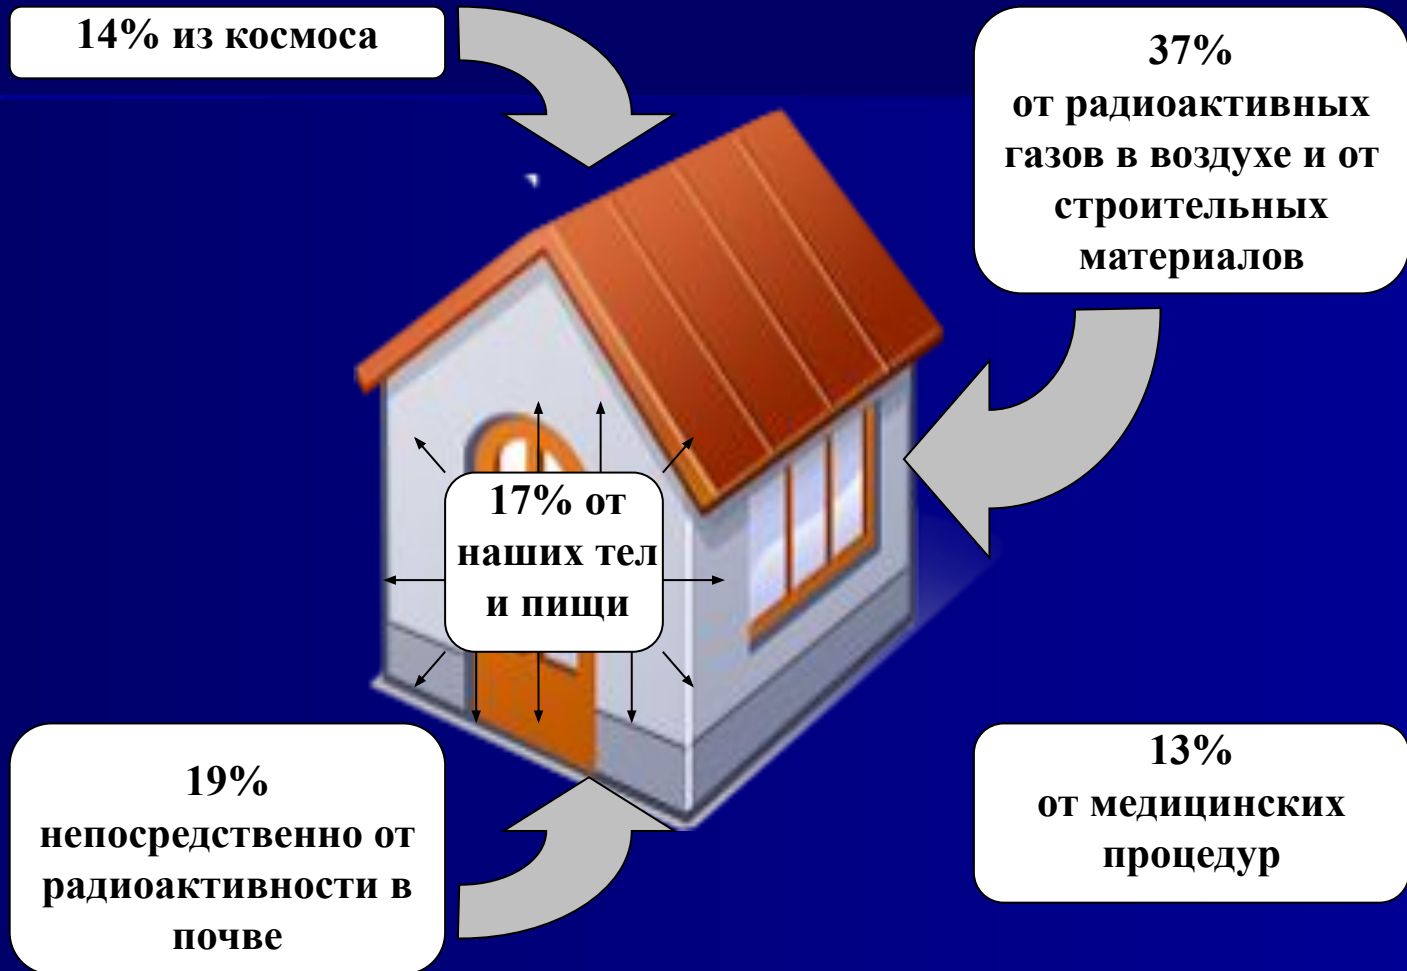 14% из космоса
37%
от радиоактивных
газов в воздухе и от
строительных
материалов
17% от
наших тел
и пищи
19%
непосредственно от
радиоактивности в
почве
13%
от медицинских
процедур